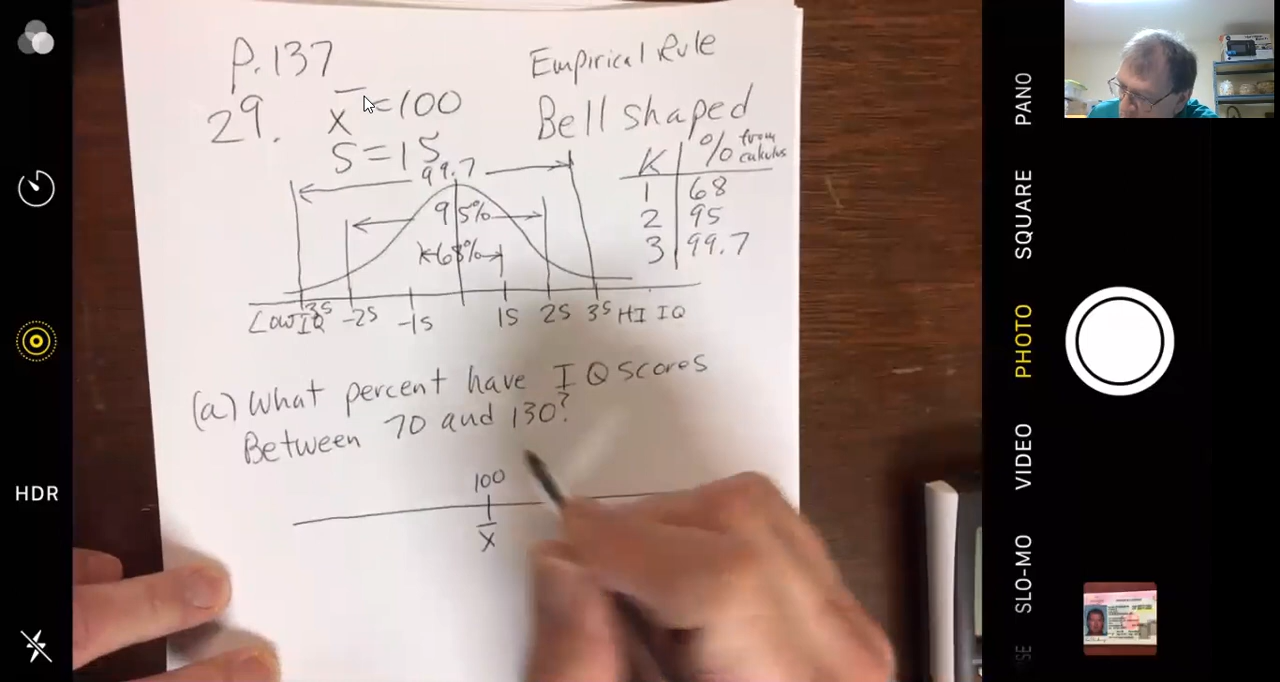 P.137
29.
x̄ = 100
S = 15
Empirical Rule
Bell shaped
K | % from calculus
1 | 68
2 | 95
3 | 99.7
99.7
95%
68%
Low IQ -3S -2S -1S 1S 2S 3S HI IQ
(a) What percent have IQ scores
Between 70 and 130?
100
x̄
HDR
PANO
SQUARE
PHOTO
VIDEO
SLO-MO
SE